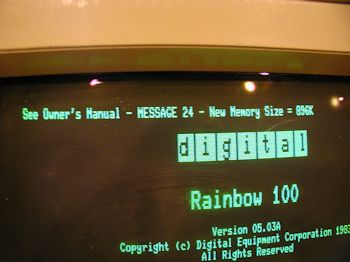 See Owner's Manual - MESSAGE 24 - New Memory Size = 896K
digital
Rainbow 100
Version 05.03A
Copyright (c) Digital Equipment Corporation 1983
All Rights Reserved